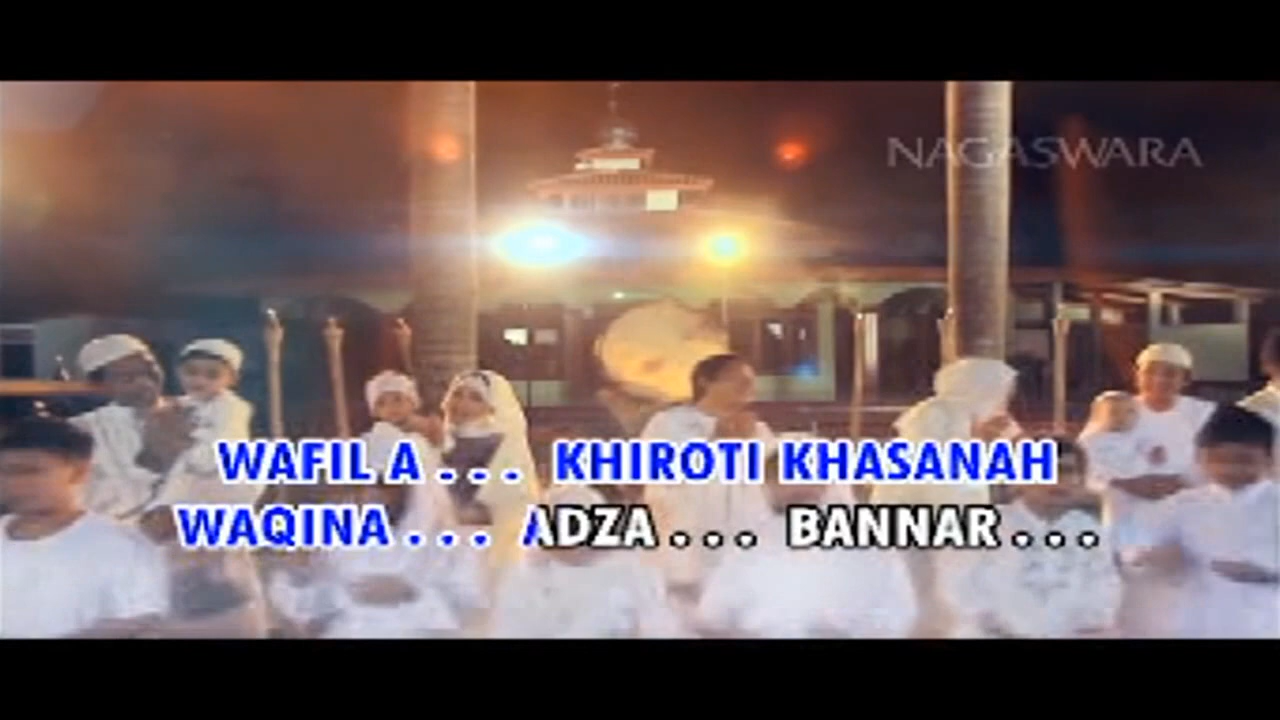 NAGASWARA
WAFIL A . . . KHIROTI KHASANAH
WAQINA . . . ADZA . . . BANNAR . . .